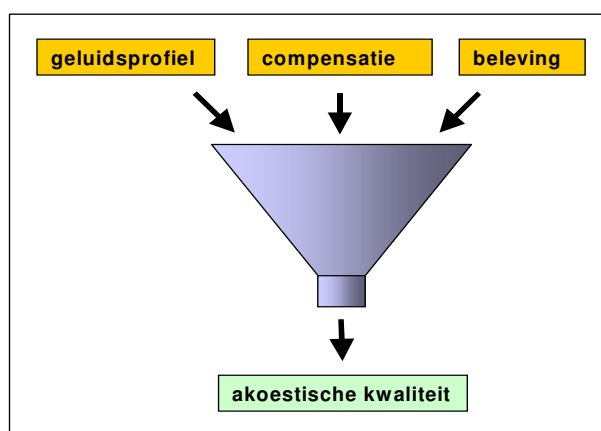 geluidsprofiel
compensatie
beleving
akoestische kwaliteit